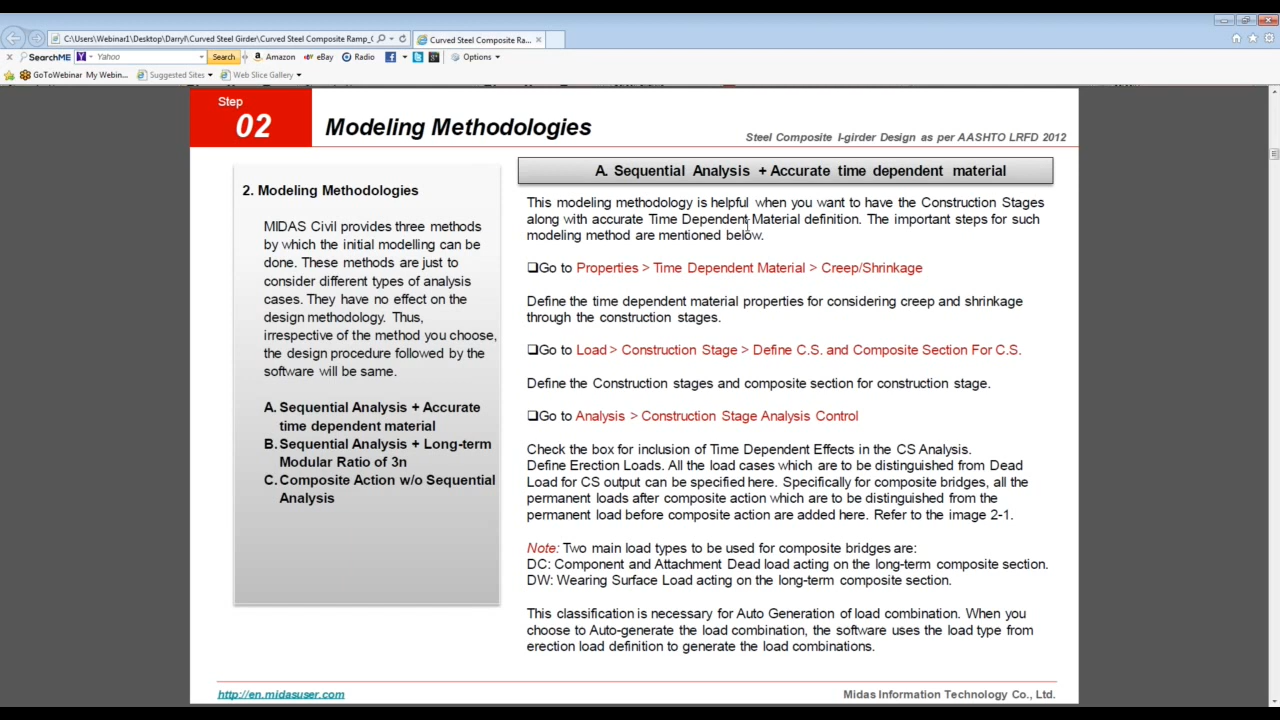 C:\Users\Webinar1\Desktop\Darryl\Curved Steel Girder\Curved Steel Composite Ramp_(
Curved Steel Composite Ra...
SearchME
Yahoo
Search
Amazon
eBay
Radio
Options
GoToWebinar My Webin...
Suggested Sites
Web Slice Gallery
Step
02
Modeling Methodologies
Steel Composite I-girder Design as per AASHTO LRFD 2012
2. Modeling Methodologies
MIDAS Civil provides three methods
by which the initial modelling can be
done. These methods are just to
consider different types of analysis
cases. They have no effect on the
design methodology. Thus,
irrespective of the method you choose,
the design procedure followed by the
software will be same.
A. Sequential Analysis + Accurate
time dependent material
B. Sequential Analysis + Long-term
Modular Ratio of 3n
C. Composite Action w/o Sequential
Analysis
A. Sequential Analysis + Accurate time dependent material
This modeling methodology is helpful when you want to have the Construction Stages
along with accurate Time Dependent Material definition. The important steps for such
modeling method are mentioned below.
❑Go to Properties > Time Dependent Material > Creep/Shrinkage
Define the time dependent material properties for considering creep and shrinkage
through the construction stages.
❑Go to Load > Construction Stage > Define C.S. and Composite Section For C.S.
Define the Construction stages and composite section for construction stage.
❑Go to Analysis > Construction Stage Analysis Control
Check the box for inclusion of Time Dependent Effects in the CS Analysis.
Define Erection Loads. All the load cases which are to be distinguished from Dead
Load for CS output can be specified here. Specifically for composite bridges, all the
permanent loads after composite action which are to be distinguished from the
permanent load before composite action are added here. Refer to the image 2-1.
Note: Two main load types to be used for composite bridges are:
DC: Component and Attachment Dead load acting on the long-term composite section.
DW: Wearing Surface Load acting on the long-term composite section.
This classification is necessary for Auto Generation of load combination. When you
choose to Auto-generate the load combination, the software uses the load type from
erection load definition to generate the load combinations.
http://en.midasuser.com
Midas Information Technology Co., Ltd.